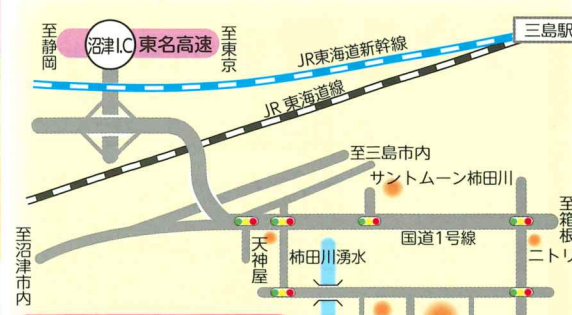 至静岡
沼津I.C
東名高速
至東京
三島駅
JR東海道新幹線
JR 東海道線
至三島市内
サントムーン柿田川
至箱根
国道1号線
至沼津市内
天神屋
柿田川湧水
ニトリ